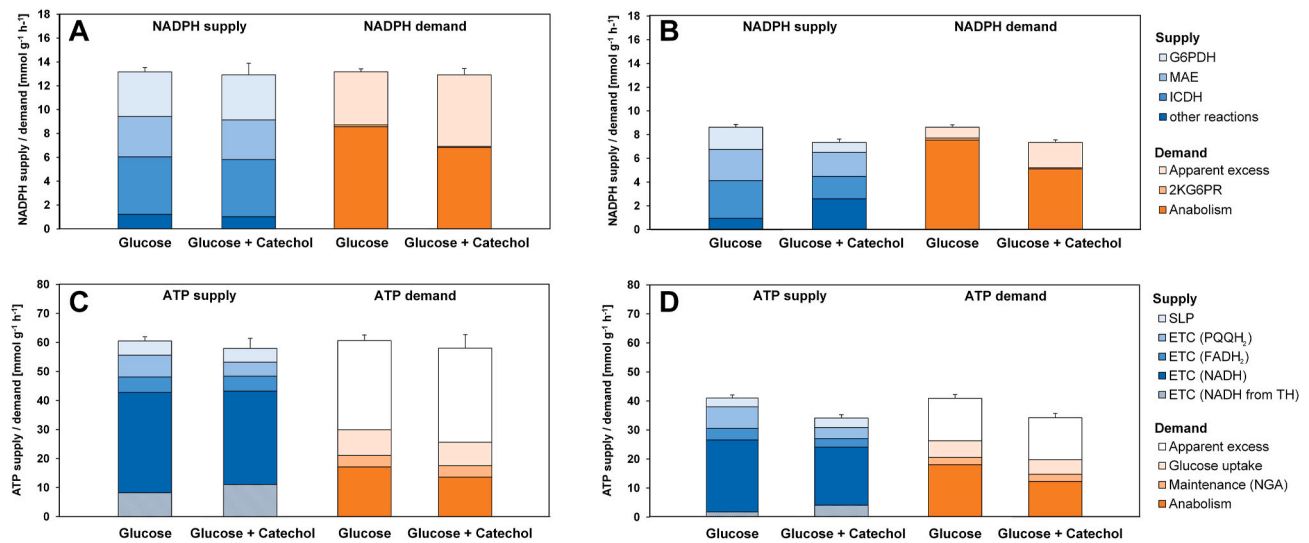 A
NADPH supply
NADPH demand
NADPH supply / demand [mmol g⁻¹ h⁻¹]
18
16
14
12
10
8
6
4
2
0
Glucose
Glucose + Catechol
Glucose
Glucose + Catechol
B
NADPH supply
NADPH demand
NADPH supply / demand [mmol g⁻¹ h⁻¹]
18
16
14
12
10
8
6
4
2
0
Glucose
Glucose + Catechol
Glucose
Glucose + Catechol
Supply
G6PDH
MAE
ICDH
other reactions
Demand
Apparent excess
2KG6PR
Anabolism
C
ATP supply
ATP demand
ATP supply / demand [mmol g⁻¹ h⁻¹]
80
70
60
50
40
30
20
10
0
Glucose
Glucose + Catechol
Glucose
Glucose + Catechol
D
ATP supply
ATP demand
ATP supply / demand [mmol g⁻¹ h⁻¹]
80
70
60
50
40
30
20
10
0
Glucose
Glucose + Catechol
Glucose
Glucose + Catechol
Supply
SLP
ETC (PQQH₂)
ETC (FADH₂)
ETC (NADH)
ETC (NADH from TH)
Demand
Apparent excess
Glucose uptake
Maintenance (NGA)
Anabolism